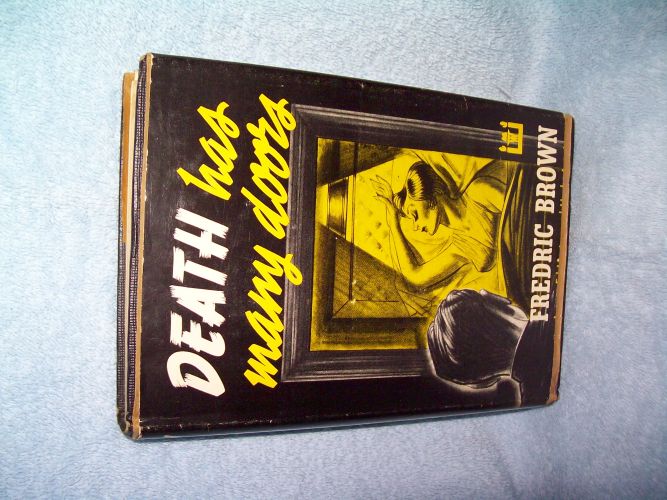 DEATH has
many doors
FREDRIC BROWN